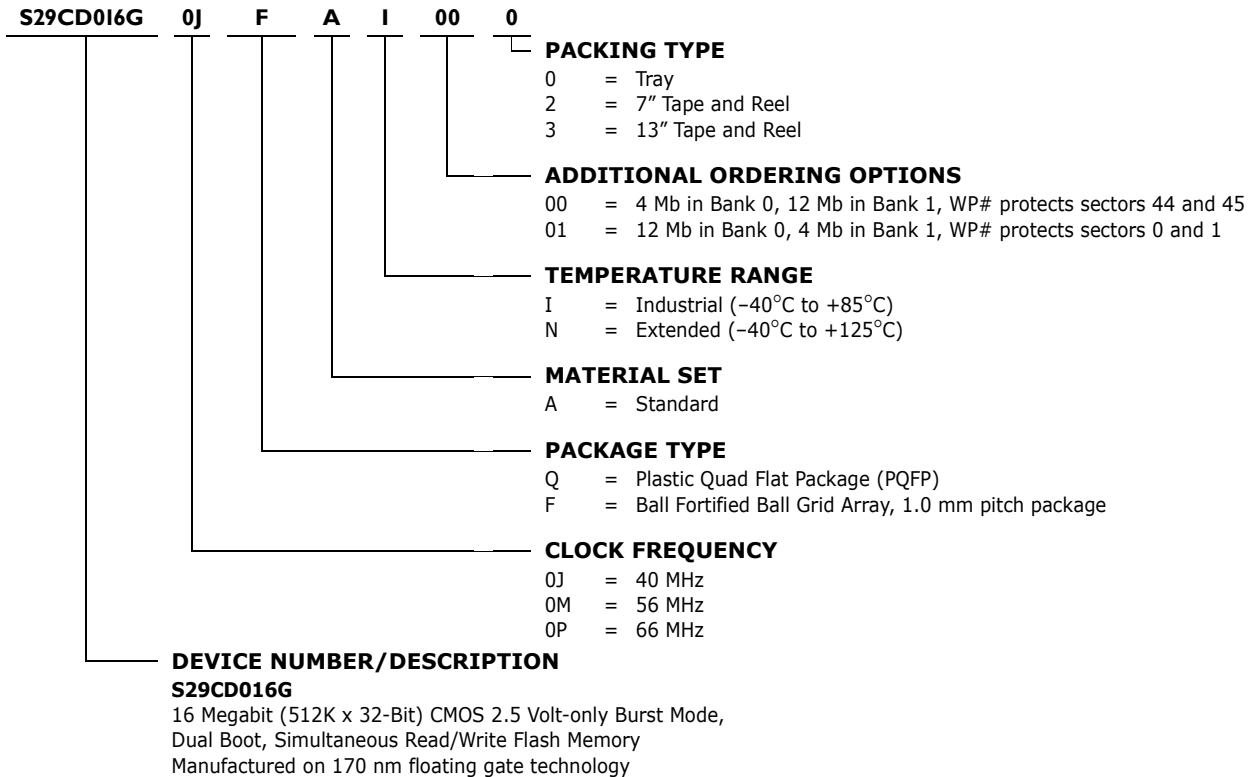 S29CD016G 0J F A I 00 0
PACKING TYPE
0 = Tray
2 = 7” Tape and Reel
3 = 13” Tape and Reel
ADDITIONAL ORDERING OPTIONS
00 = 4 Mb in Bank 0, 12 Mb in Bank 1, WP# protects sectors 44 and 45
01 = 12 Mb in Bank 0, 4 Mb in Bank 1, WP# protects sectors 0 and 1
TEMPERATURE RANGE
I = Industrial (–40°C to +85°C)
N = Extended (–40°C to +125°C)
MATERIAL SET
A = Standard
PACKAGE TYPE
Q = Plastic Quad Flat Package (PQFP)
F = Ball Fortified Ball Grid Array, 1.0 mm pitch package
CLOCK FREQUENCY
0J = 40 MHz
0M = 56 MHz
0P = 66 MHz
DEVICE NUMBER/DESCRIPTION
S29CD016G
16 Megabit (512K x 32-Bit) CMOS 2.5 Volt-only Burst Mode,
Dual Boot, Simultaneous Read/Write Flash Memory
Manufactured on 170 nm floating gate technology